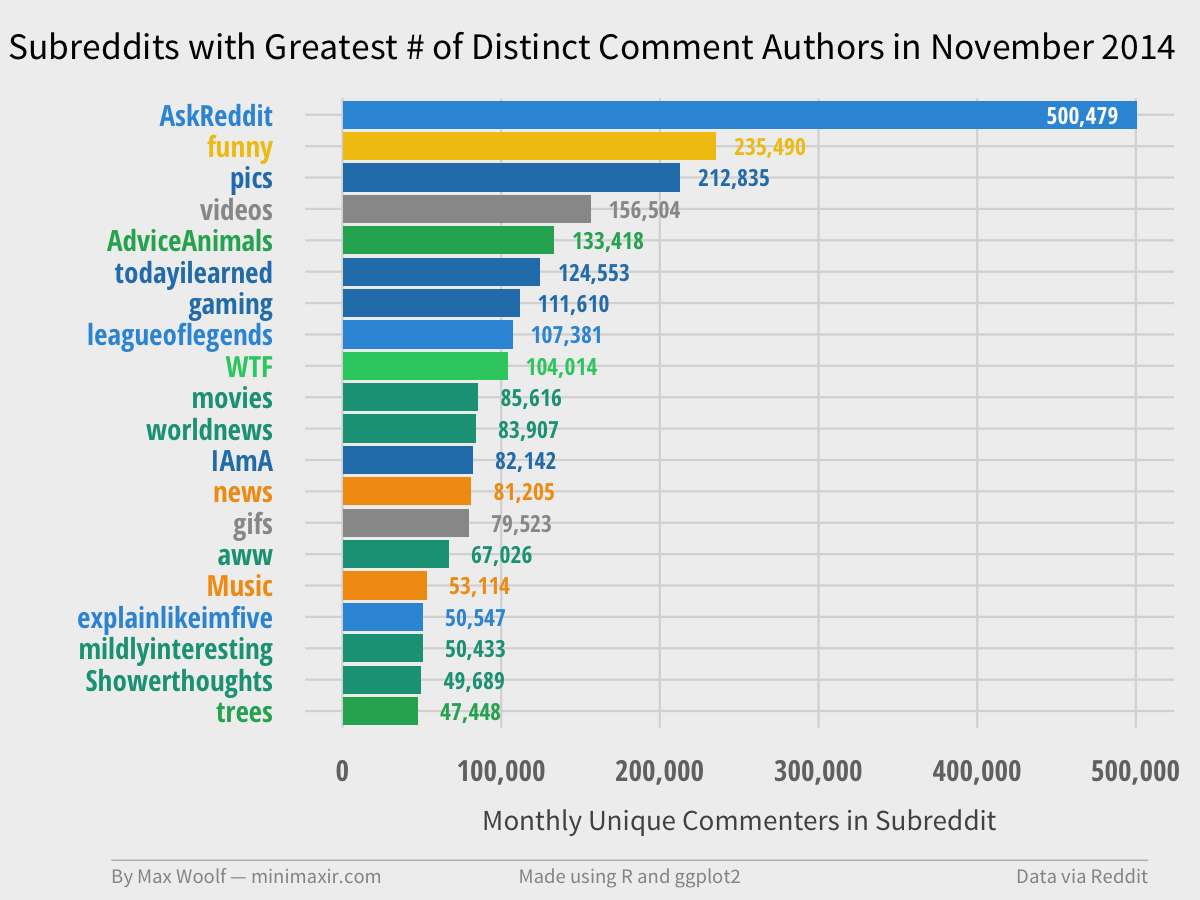 Subreddits with Greatest # of Distinct Comment Authors in November 2014
AskReddit 500,479
funny 235,490
pics 212,835
videos 156,504
AdviceAnimals 133,418
todayilearned 124,553
gaming 111,610
leagueoflegends 107,381
WTF 104,014
movies 85,616
worldnews 83,907
IAmA 82,142
news 81,205
gifs 79,523
aww 67,026
Music 53,114
explainlikeimfive 50,547
mildlyinteresting 50,433
Showerthoughts 49,689
trees 47,448
0 100,000 200,000 300,000 400,000 500,000
Monthly Unique Commenters in Subreddit
By Max Woolf — minimaxir.com Made using R and ggplot2 Data via Reddit